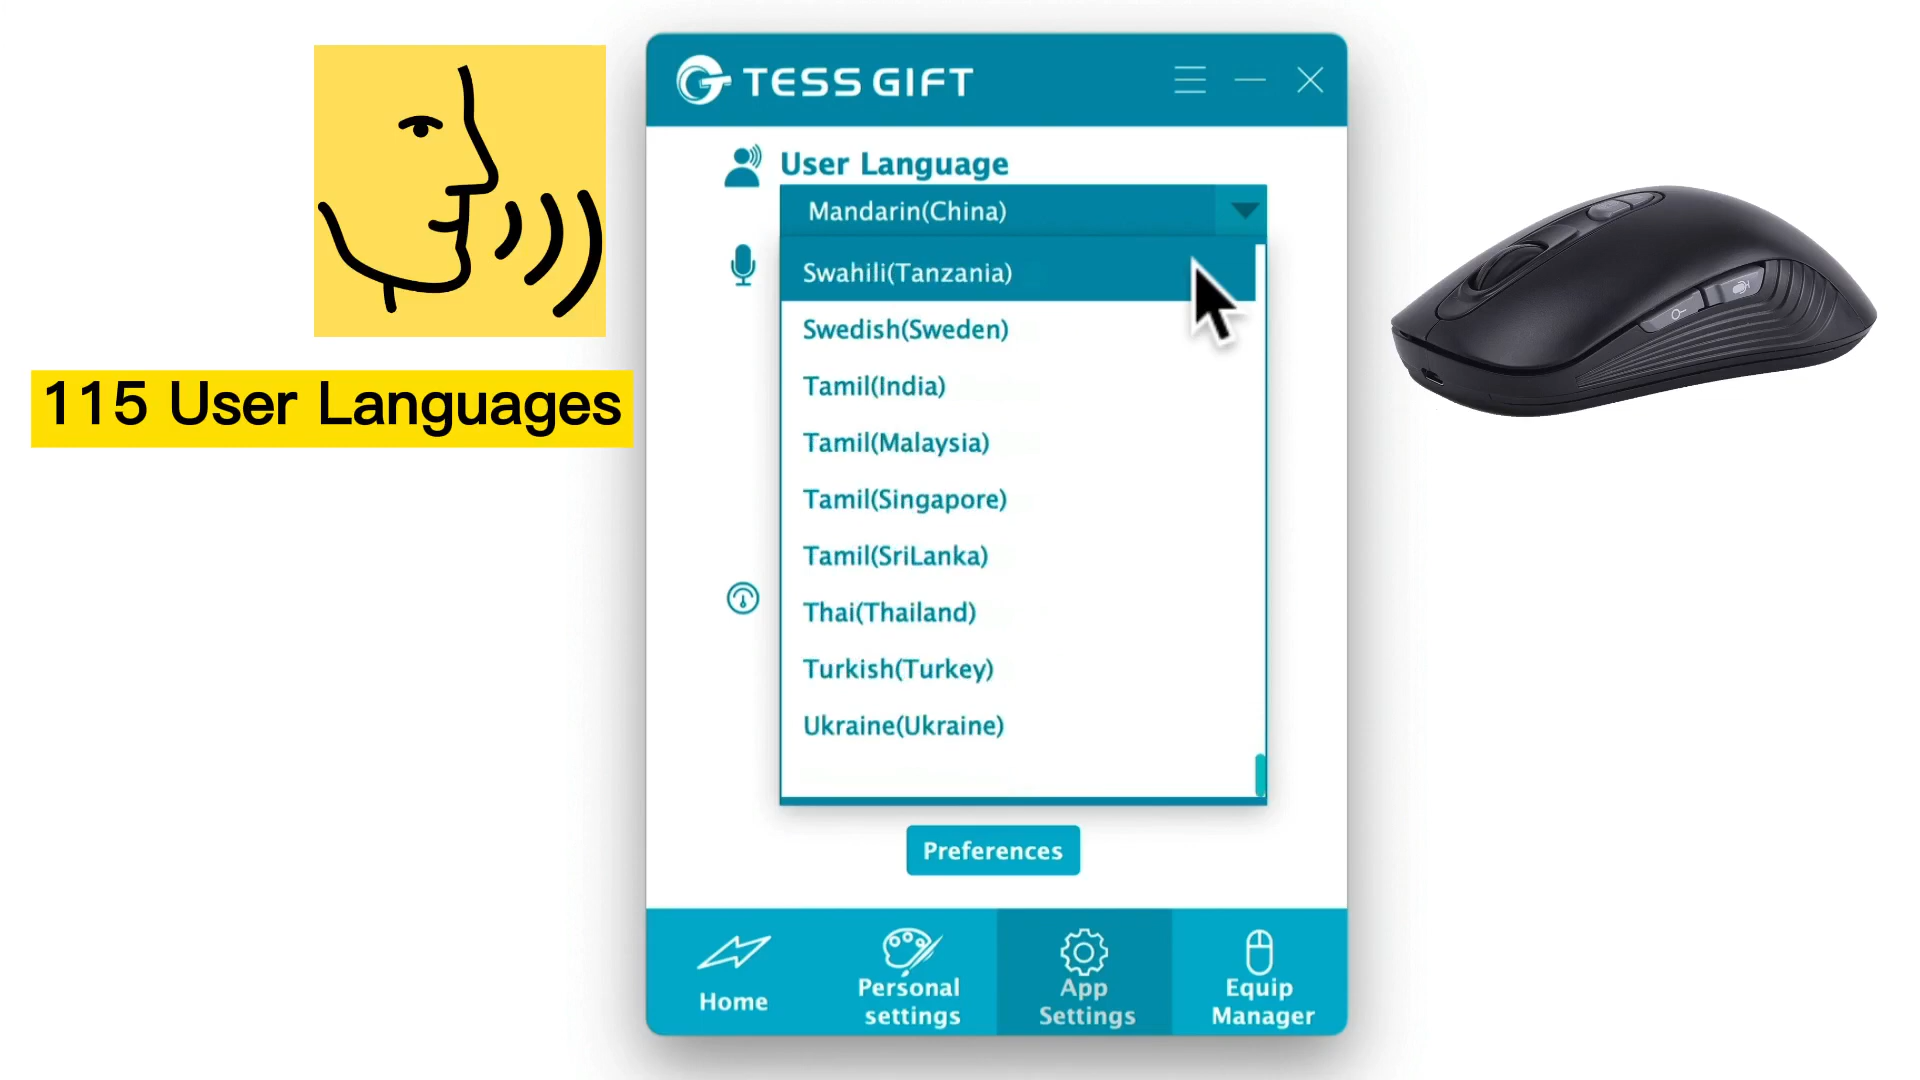 TESS GIFT
User Language
Mandarin(China)
Swahili(Tanzania)
Swedish(Sweden)
Tamil(India)
Tamil(Malaysia)
Tamil(Singapore)
Tamil(SriLanka)
Thai(Thailand)
Turkish(Turkey)
Ukraine(Ukraine)
Preferences
Home
Personal
settings
App
Settings
Equip
Manager
115 User Languages